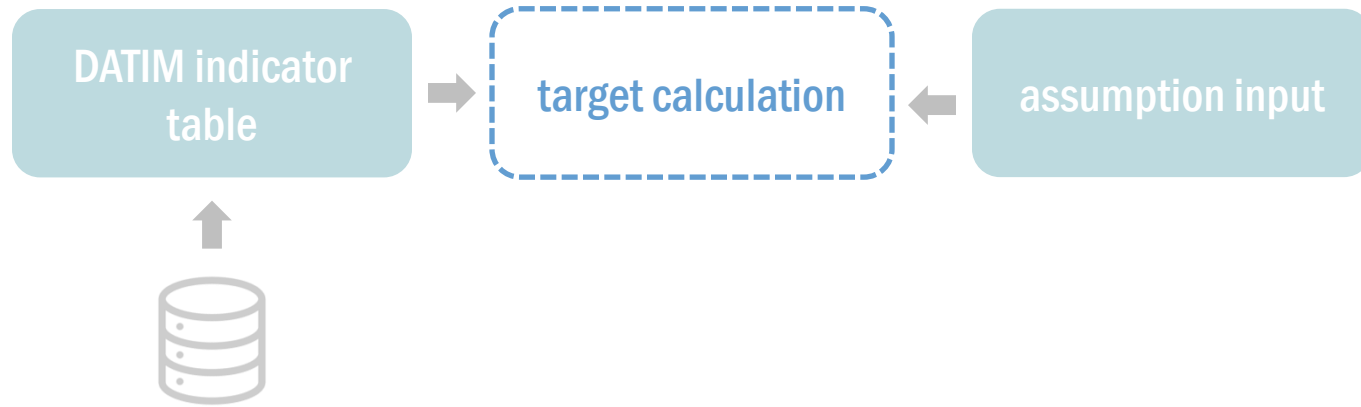 DATIM indicator
table
target calculation
assumption input